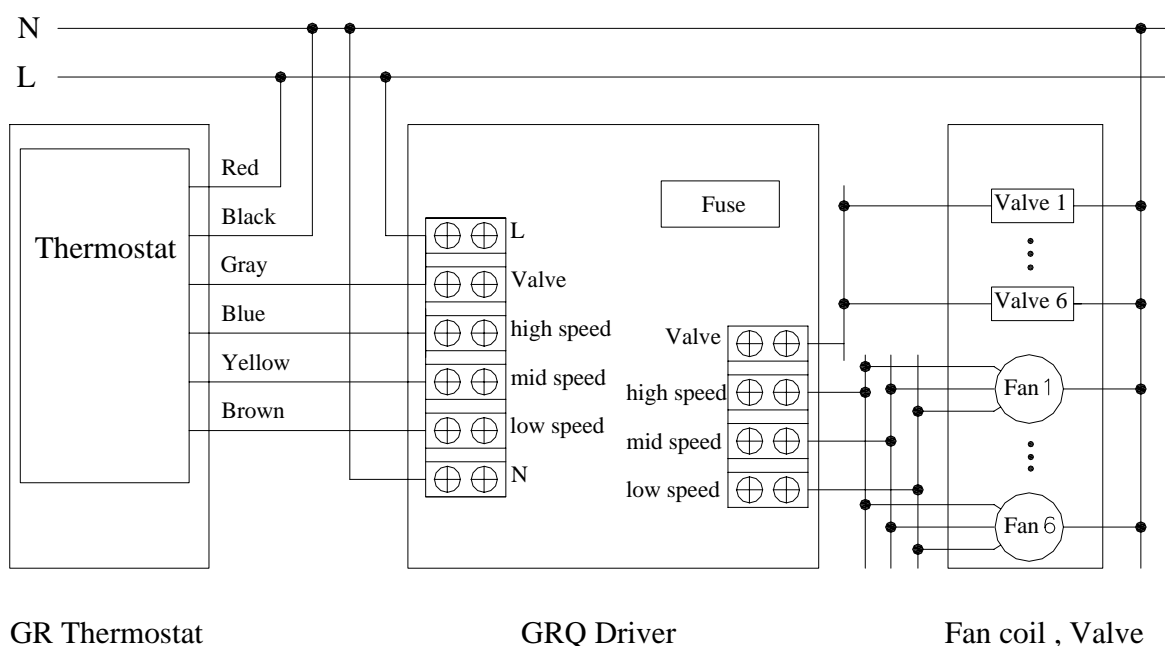 N
L
Thermostat
Red
Black
Gray
Blue
Yellow
Brown
L
Valve
high speed
mid speed
low speed
N
Fuse
Valve
high speed
mid speed
low speed
Valve 1
Valve 6
Fan 1
Fan 6
GR Thermostat
GRQ Driver
Fan coil , Valve